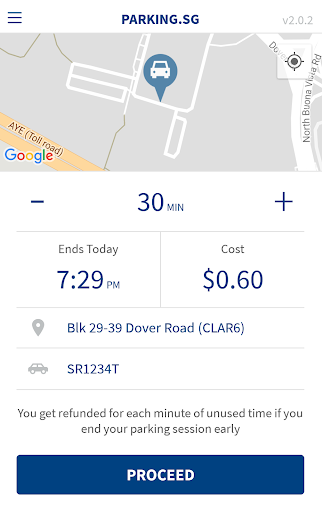 PARKING.SG
v2.0.2
North Buona Vista Rd
AYE (Toll road)
Google
30 MIN
Ends Today
Cost
7:29 PM
$0.60
Blk 29-39 Dover Road (CLAR6)
SR1234T
You get refunded for each minute of unused time if you
end your parking session early
PROCEED